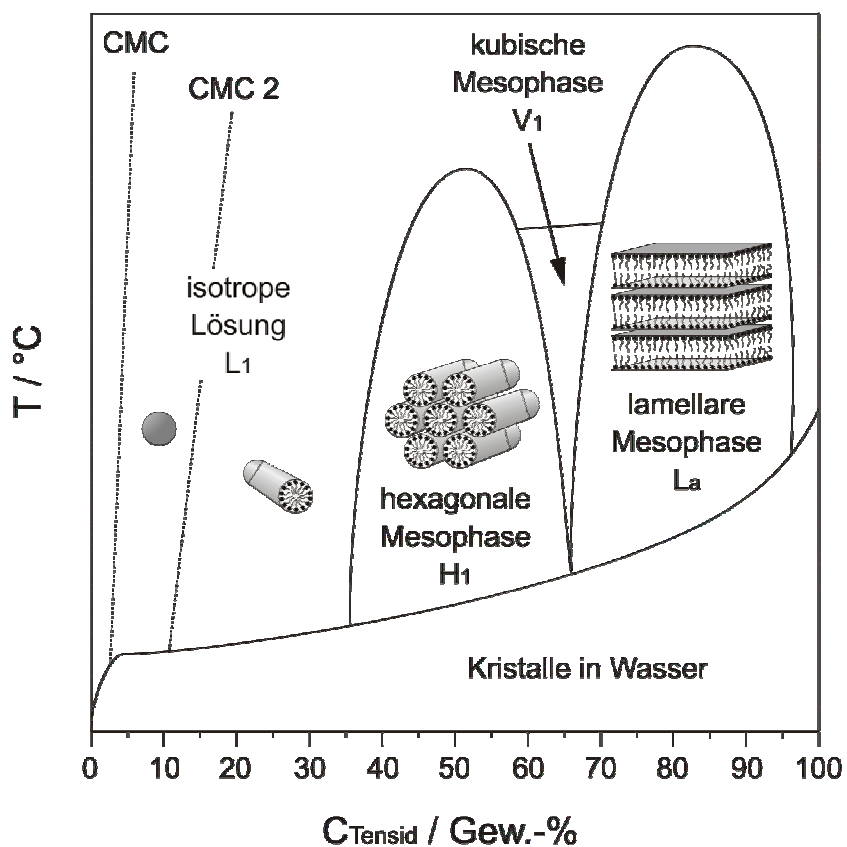 CMC
CMC 2
kubische
Mesophase
V1
isotrope
Lösung
L1
T / °C
lamellare
Mesophase
La
hexagonale
Mesophase
H1
Kristalle in Wasser
0 10 20 30 40 50 60 70 80 90 100
CTensid / Gew.-%